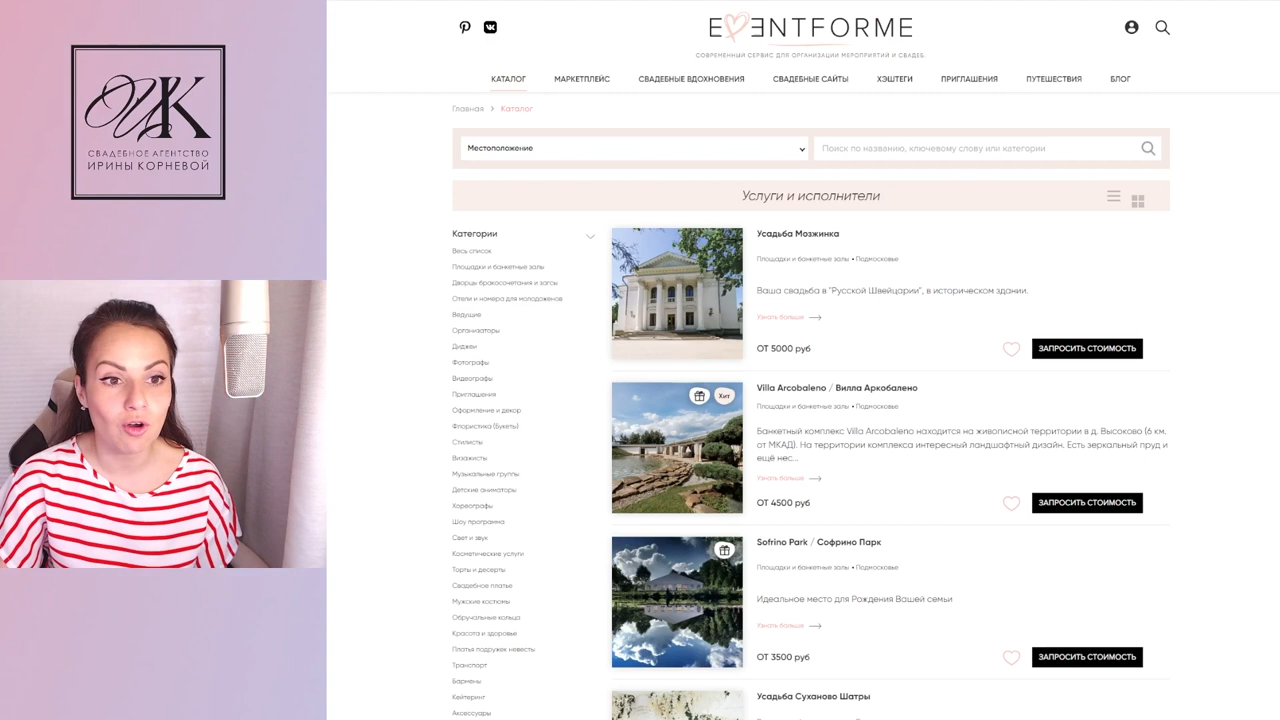 ИК
СВАДЕБНОЕ АГЕНТСТВО
ИРИНЫ КОРНЕВОЙ
EVENTFORME
СОВРЕМЕННЫЙ СЕРВИС ДЛЯ ОРГАНИЗАЦИИ МЕРОПРИЯТИЙ И СВАДЕБ.
КАТАЛОГ МАРКЕТПЛЕЙС СВАДЕБНЫЕ ВДОХНОВЕНИЯ СВАДЕБНЫЕ САЙТЫ ХЭШТЕГИ ПРИГЛАШЕНИЯ ПУТЕШЕСТВИЯ БЛОГ
Главная > Каталог
Местоположение
Поиск по названию, ключевому слову или категории
Услуги и исполнители
Категории
Весь список
Площадки и банкетные залы
Дворцы бракосочетания и загсы
Отели и номера для молодоженов
Ведущие
Организаторы
Диджеи
Фотографы
Видеографы
Приглашения
Оформление и декор
Флористика (Букеты)
Стилисты
Визажисты
Музыкальные группы
Детские аниматоры
Хореографы
Шоу программа
Свет и звук
Косметические услуги
Торты и десерты
Свадебное платье
Мужские костюмы
Обручальные кольца
Красота и здоровье
Платья подружек невесты
Транспорт
Бармены
Кейтеринг
Аксессуары
Усадьба Мозжинка
Площадки и банкетные залы • Подмосковье
Ваша свадьба в "Русской Швейцарии", в историческом здании.
Узнать больше
ОТ 5000 руб
ЗАПРОСИТЬ СТОИМОСТЬ
Хит
Villa Arcobaleno / Вилла Аркобалено
Площадки и банкетные залы • Подмосковье
Банкетный комплекс Villa Arcobaleno находится на живописной территории в д. Высоково (6 км.
от МКАД). На территории комплекса интересный ландшафтный дизайн. Есть зеркальный пруд и
ещё нес...
Узнать больше
ОТ 4500 руб
ЗАПРОСИТЬ СТОИМОСТЬ
Sofrino Park / Софрино Парк
Площадки и банкетные залы • Подмосковье
Идеальное место для Рождения Вашей семьи
Узнать больше
ОТ 3500 руб
ЗАПРОСИТЬ СТОИМОСТЬ
Усадьба Суханово Шатры